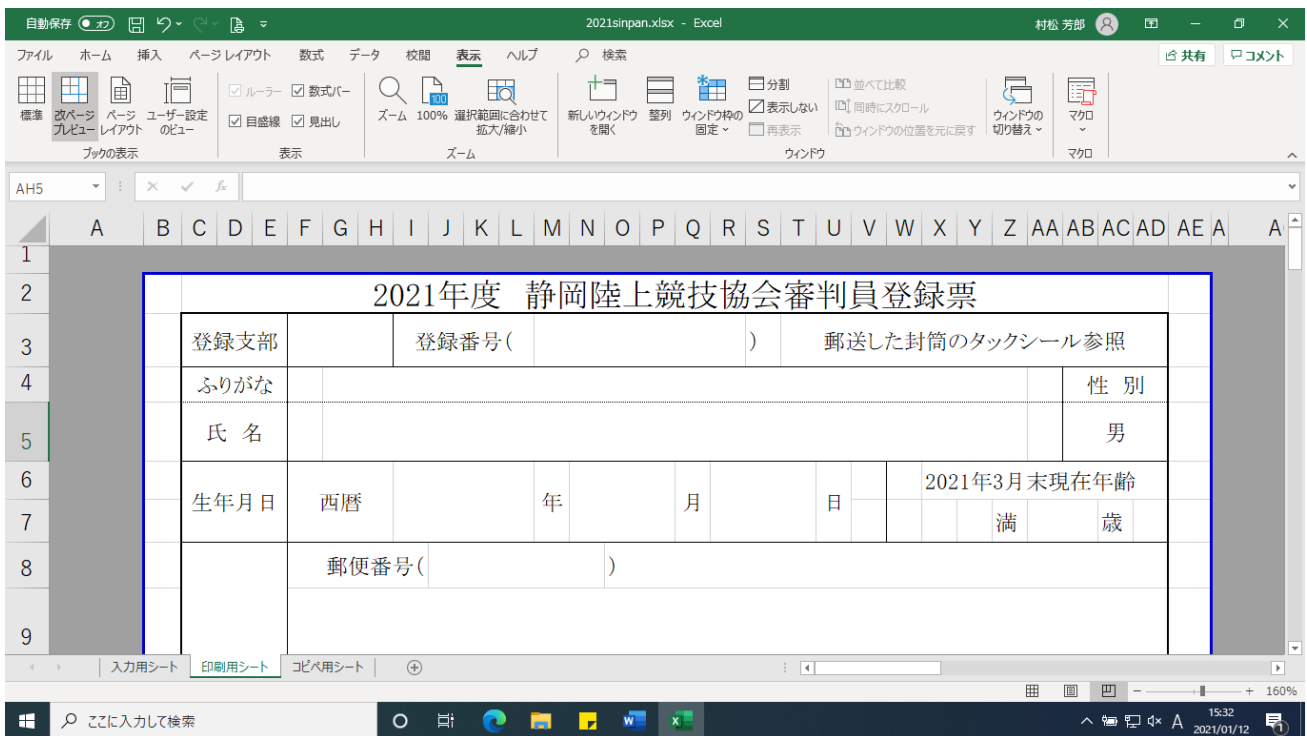 自動保存 オフ 2021sinpan.xlsx - Excel 村松 芳郎
ファイル ホーム 挿入 ページ レイアウト 数式 データ 校閲 表示 ヘルプ 検索 共有 コメント
標準 改ページ プレビュー ページ レイアウト ユーザー設定 のビュー
ルーラー 数式バー
目盛線 見出し
ズーム 100% 選択範囲に合わせて 拡大/縮小
新しいウィンドウ を開く 整列 ウィンドウ枠の 固定
分割
表示しない
再表示
並べて比較
同時にスクロール
ウィンドウの位置を元に戻す
ウィンドウの 切り替え
マクロ
ブックの表示 表示 ズーム ウィンドウ マクロ
AH5 fx
A B C D E F G H I J K L M N O P Q R S T U V W X Y Z AA AB AC AD AE A A
1
2 2021年度 静岡陸上競技協会審判員登録票
3 登録支部 登録番号( ) 郵送した封筒のタックシール参照
4 ふりがな 性 別
5 氏 名 男
6 2021年3月末現在年齢
生年月日 西暦 年 月 日
7 満 歳
8 郵便番号( )
9
入力用シート 印刷用シート コピペ用シート
160%
ここに入力して検索 A 15:32
2021/01/12 1